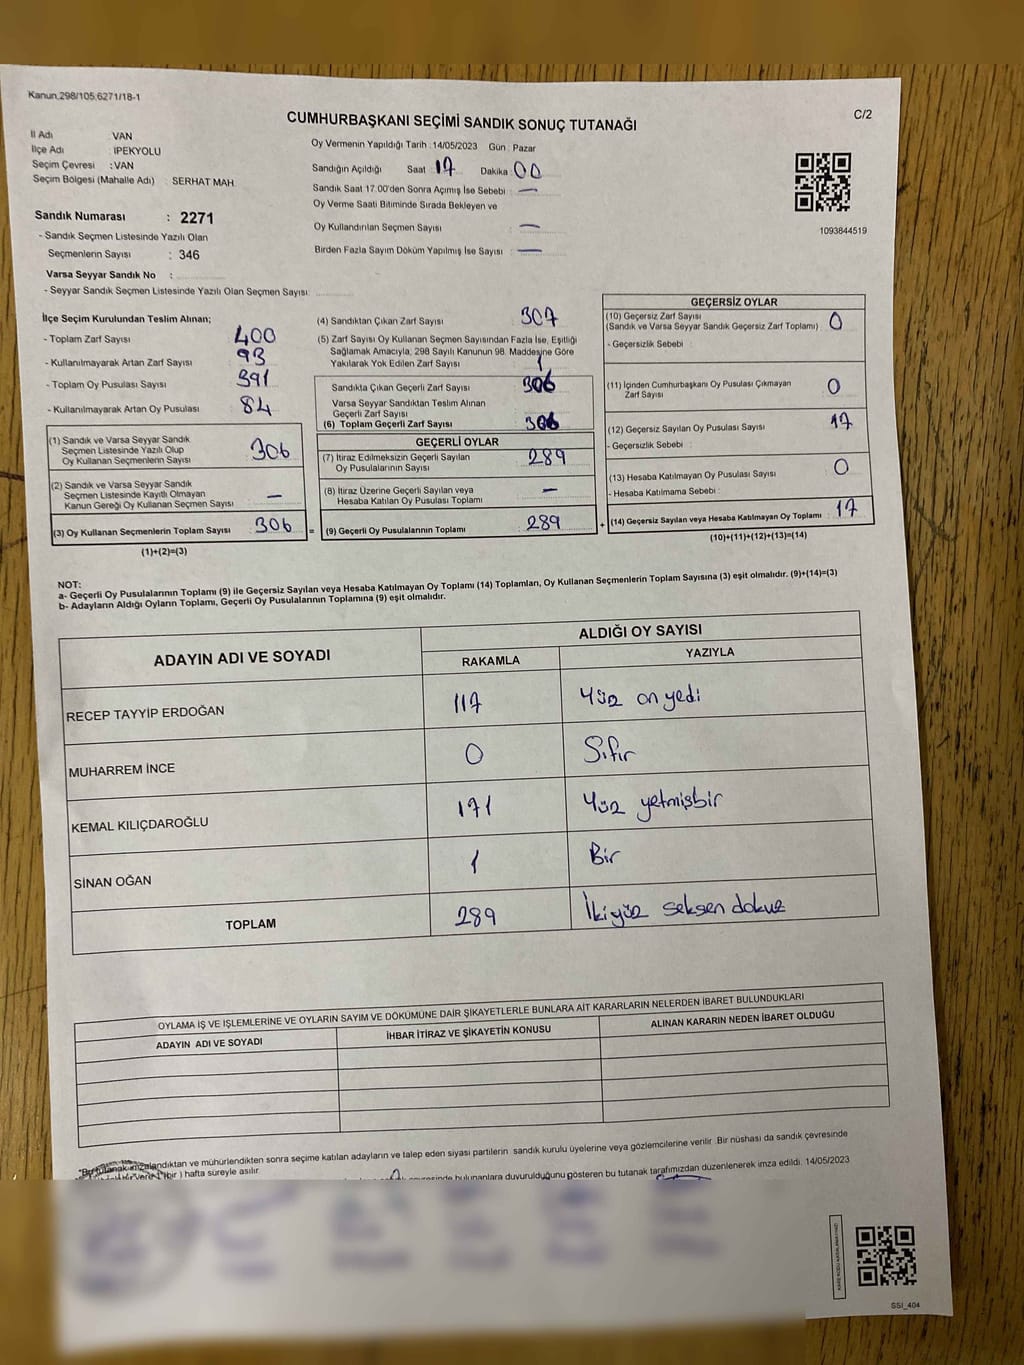 Kanun.298/105.6271/18-1
C/2
CUMHURBAŞKANI SEÇİMİ SANDIK SONUÇ TUTANAĞI
İl Adı : VAN
İlçe Adı : IPEKYOLU
Seçim Çevresi : VAN
Seçim Bölgesi (Mahalle Adı) : SERHAT MAH.
Sandık Numarası : 2271
- Sandık Seçmen Listesinde Yazılı Olan
Seçmenlerin Sayısı : 346
Varsa Seyyar Sandık No :
- Seyyar Sandık Seçmen Listesinde Yazılı Olan Seçmen Sayısı:
Oy Vermenin Yapıldığı Tarih :14/05/2023 Gün : Pazar
Sandığın Açıldığı Saat : 17 Dakika : 00
Sandık Saat 17:00'den Sonra Açımış İse Sebebi : —
Oy Verme Saati Bitiminde Sırada Bekleyen ve
Oy Kullandırılan Seçmen Sayısı : —
Birden Fazla Sayım Döküm Yapılmış İse Sayısı : —
1093844519
İlçe Seçim Kurulundan Teslim Alınan;
- Toplam Zarf Sayısı : 400
- Kullanılmayarak Artan Zarf Sayısı : 93
- Toplam Oy Pusulası Sayısı : 391
- Kullanılmayarak Artan Oy Pusulası : 84
(1) Sandık ve Varsa Seyyar Sandık
Seçmen Listesinde Yazılı Olup
Oy Kullanan Seçmenlerin Sayısı : 306
(2) Sandık ve Varsa Seyyar Sandık
Seçmen Listesinde Kayıtlı Olmayan
Kanun Gereği Oy Kullanan Seçmen Sayısı : —
(3) Oy Kullanan Seçmenlerin Toplam Sayısı : 306
(1)+(2)=(3)
(4) Sandıktan Çıkan Zarf Sayısı : 307
(5) Zarf Sayısı Oy Kullanan Seçmen Sayısından Fazla İse, Eşitliği
Sağlamak Amacıyla, 298 Sayılı Kanunun 98. Maddesine Göre
Yakılarak Yok Edilen Zarf Sayısı : 1
Sandıkta Çıkan Geçerli Zarf Sayısı : 306
Varsa Seyyar Sandıktan Teslim Alınan
Geçerli Zarf Sayısı :
(6) Toplam Geçerli Zarf Sayısı : 306
GEÇERLİ OYLAR
(7) İtiraz Edilmeksizin Geçerli Sayılan
Oy Pusulalarının Sayısı : 289
(8) İtiraz Üzerine Geçerli Sayılan veya
Hesaba Katılan Oy Pusulası Toplamı : —
= (9) Geçerli Oy Pusulalarının Toplamı : 289
GEÇERSİZ OYLAR
(10) Geçersiz Zarf Sayısı
(Sandık ve Varsa Seyyar Sandık Geçersiz Zarf Toplamı) : 0
- Geçersizlik Sebebi :
(11) İçinden Cumhurbaşkanı Oy Pusulası Çıkmayan
Zarf Sayısı : 0
(12) Geçersiz Sayılan Oy Pusulası Sayısı : 17
- Geçersizlik Sebebi :
(13) Hesaba Katılmayan Oy Pusulası Sayısı : 0
- Hesaba Katılmama Sebebi :
+ (14) Geçersiz Sayılan veya Hesaba Katılmayan Oy Toplamı : 17
(10)+(11)+(12)+(13)=(14)
NOT:
a- Geçerli Oy Pusulalarının Toplamı (9) ile Geçersiz Sayılan veya Hesaba Katılmayan Oy Toplamı (14) Toplamları, Oy Kullanan Seçmenlerin Toplam Sayısına (3) eşit olmalıdır. (9)+(14)=(3)
b- Adayların Aldığı Oyların Toplamı, Geçerli Oy Pusulalarının Toplamına (9) eşit olmalıdır.
ADAYIN ADI VE SOYADI
ALDIĞI OY SAYISI
RAKAMLA YAZIYLA
RECEP TAYYİP ERDOĞAN 117 Yüz on yedi
MUHARREM İNCE 0 Sıfır
KEMAL KILIÇDAROĞLU 171 Yüz yetmişbir
SİNAN OĞAN 1 Bir
TOPLAM 289 İkiyüz seksen dokuz
OYLAMA İŞ VE İŞLEMLERİNE VE OYLARIN SAYIM VE DÖKÜMÜNE DAİR ŞİKAYETLERLE BUNLARA AİT KARARLARIN NELERDEN İBARET BULUNDUKLARI
ADAYIN ADI VE SOYADI İHBAR İTİRAZ VE ŞİKAYETİN KONUSU ALINAN KARARIN NEDEN İBARET OLDUĞU
*Bu tutanak imzalandıktan ve mühürlendikten sonra seçime katılan adayların ve talep eden siyasi partilerin sandık kurulu üyelerine veya gözlemcilerine verilir .Bir nüshası da sandık çevresinde
(bir ) hafta süreyle asılır.
bulunanlara duyurulduğunu gösteren bu tutanak tarafımızdan düzenlenerek imza edildi. 14/05/2023
SSI_404